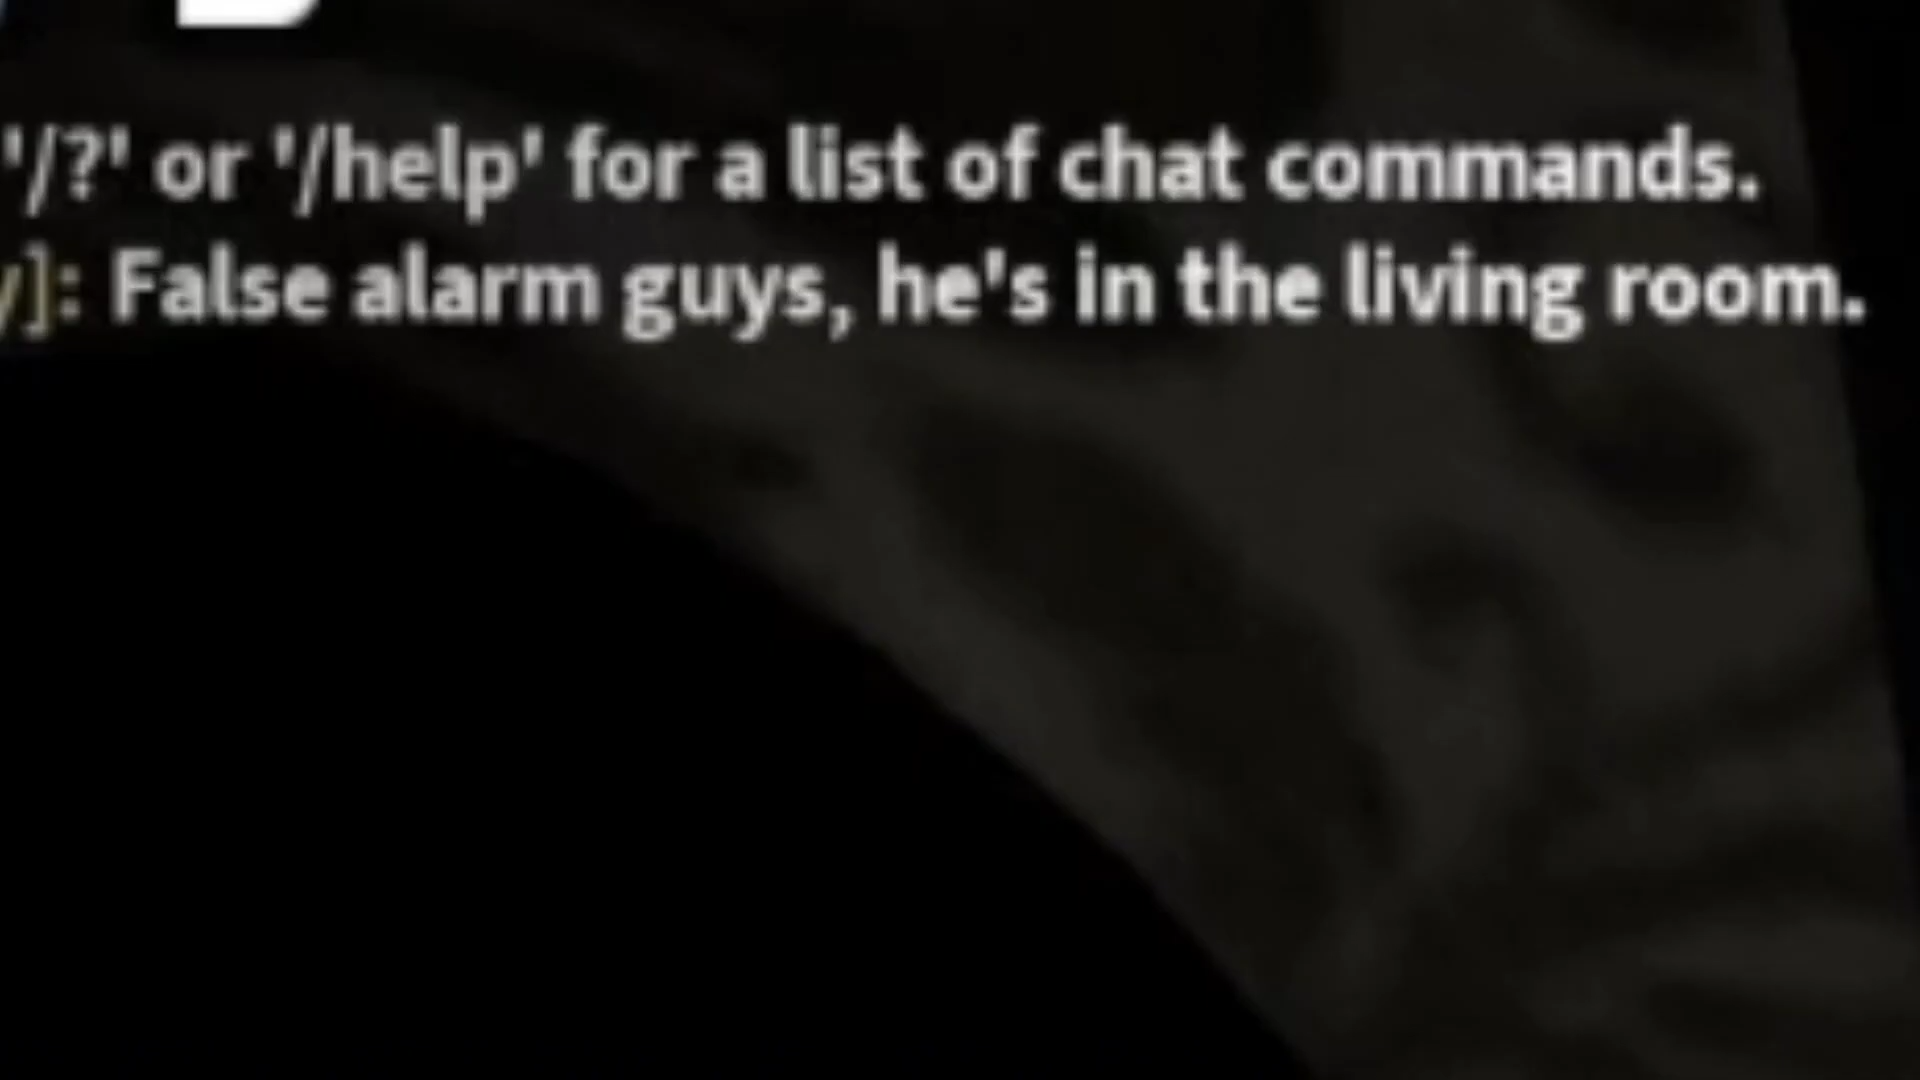 '/?' or '/help' for a list of chat commands.
y]: False alarm guys, he's in the living room.